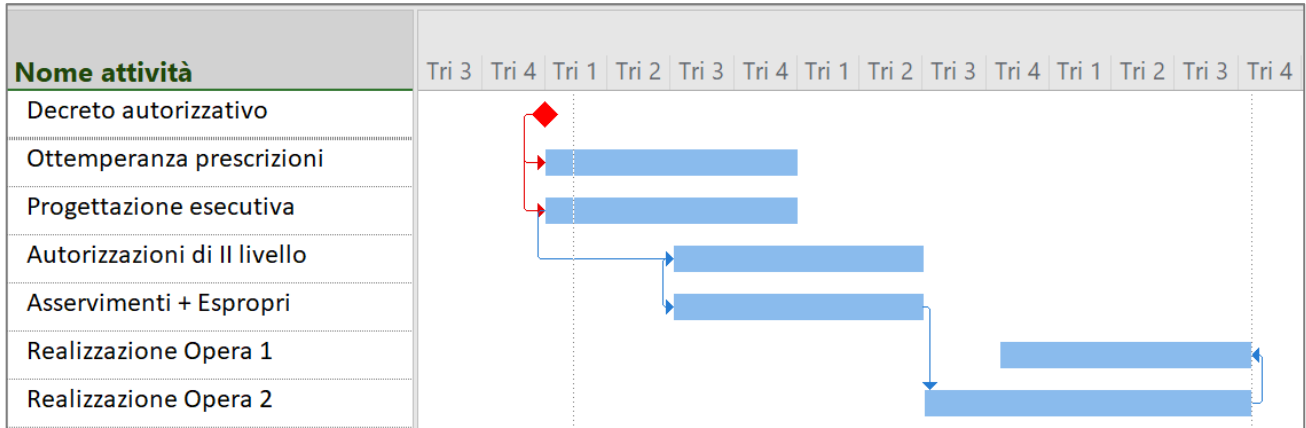 Nome attività Tri 3 Tri 4 Tri 1 Tri 2 Tri 3 Tri 4 Tri 1 Tri 2 Tri 3 Tri 4 Tri 1 Tri 2 Tri 3 Tri 4
Decreto autorizzativo
Ottemperanza prescrizioni
Progettazione esecutiva
Autorizzazioni di II livello
Asservimenti + Espropri
Realizzazione Opera 1
Realizzazione Opera 2